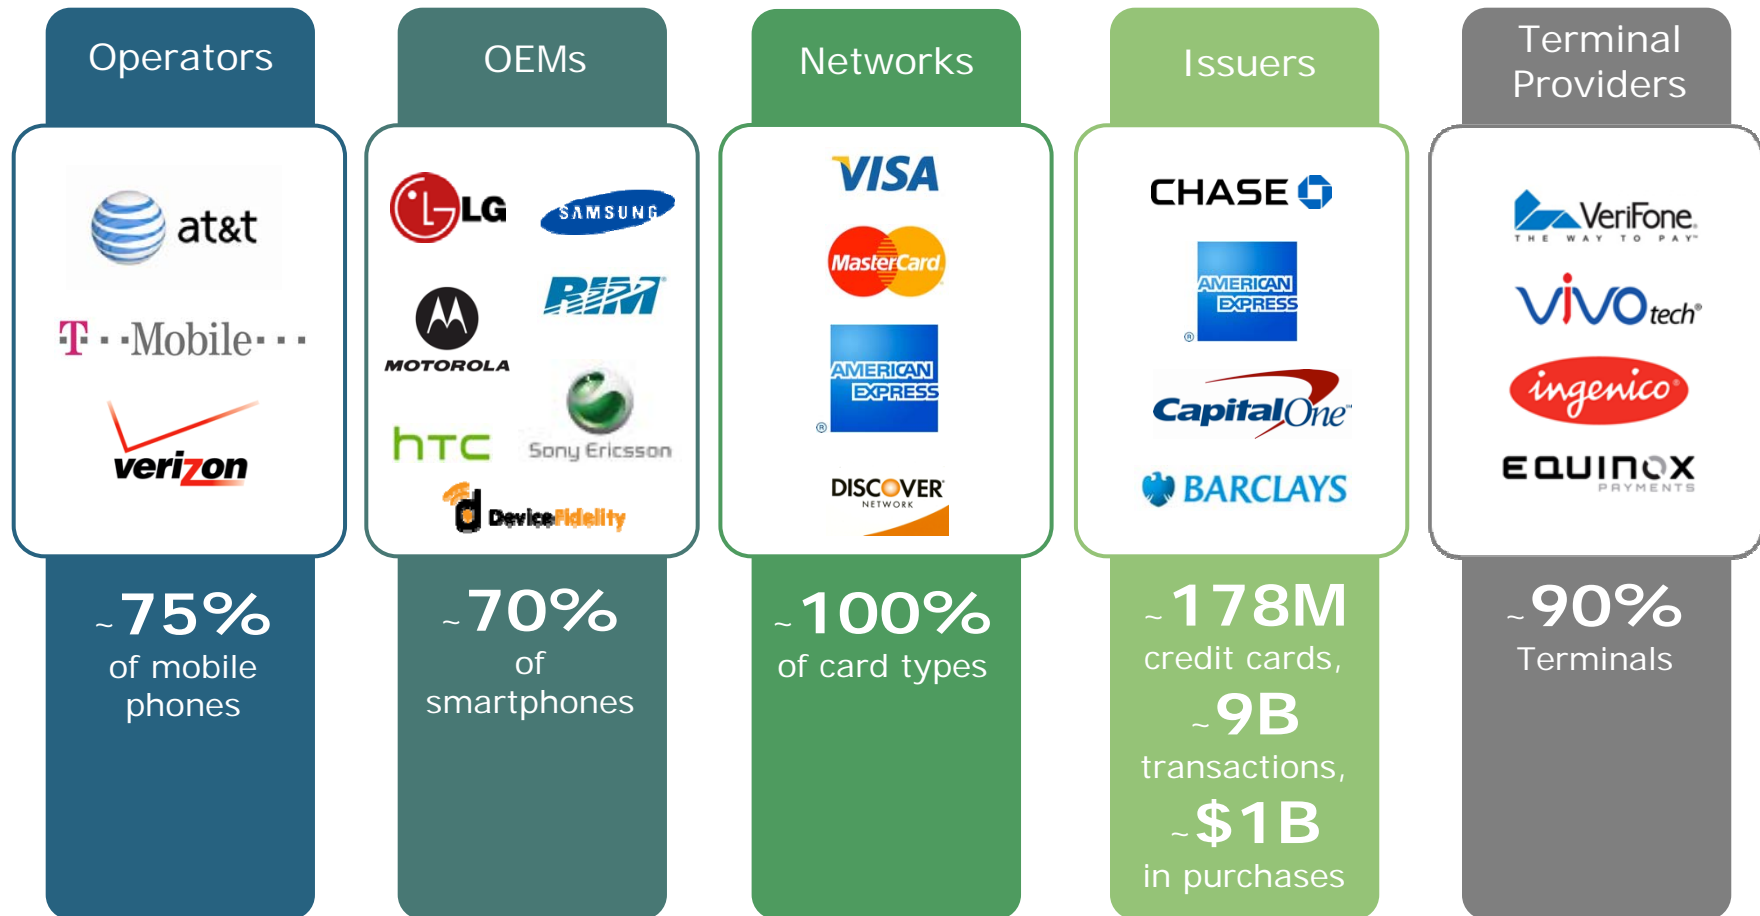 Operators
at&t
T··Mobile···
verizon
~75%
of mobile
phones
OEMs
LG
SAMSUNG
RIM®
MOTOROLA
hTC
Sony Ericsson
d
DeviceFidelity
~70%
of
smartphones
Networks
VISA
MasterCard
AMERICAN
EXPRESS
®
DISCOVER®
NETWORK
~100%
of card types
Issuers
CHASE
AMERICAN
EXPRESS
®
CapitalOne
BARCLAYS
~178M
credit cards,
~9B
transactions,
~$1B
in purchases
Terminal
Providers
VeriFone®
THE WAY TO PAY™
ViVOtech®
ingenico®
EQUINOX
PAYMENTS
~90%
Terminals